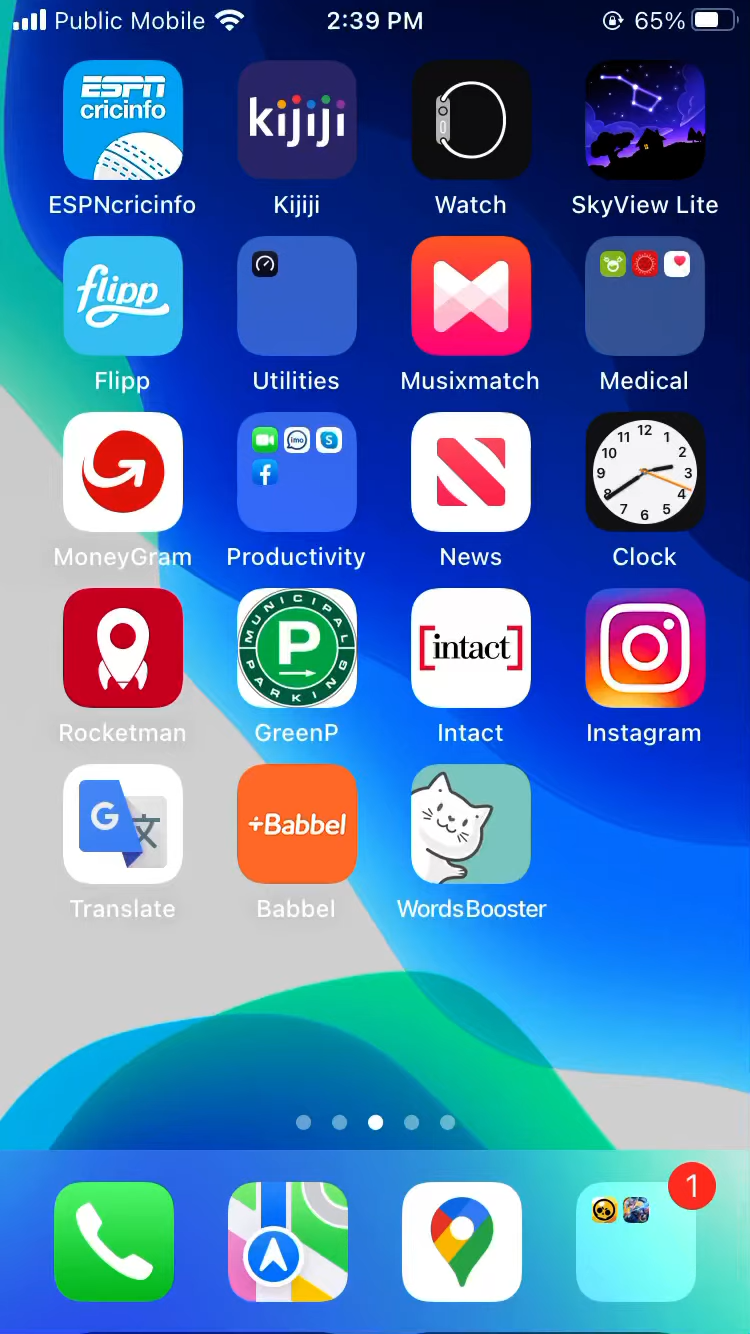 Public Mobile 2:39 PM 65%
ESPN
cricinfo
kijiji
ESPNcricinfo Kijiji Watch SkyView Lite
flipp
Flipp Utilities Musixmatch Medical
imo S
f
12
11 1
10 2
9 3
8 4
7 5
6
MoneyGram Productivity News Clock
MUNICIPAL
P
PARKING
[intact]
Rocketman GreenP Intact Instagram
G 文
+Babbel
Translate Babbel WordsBooster
1